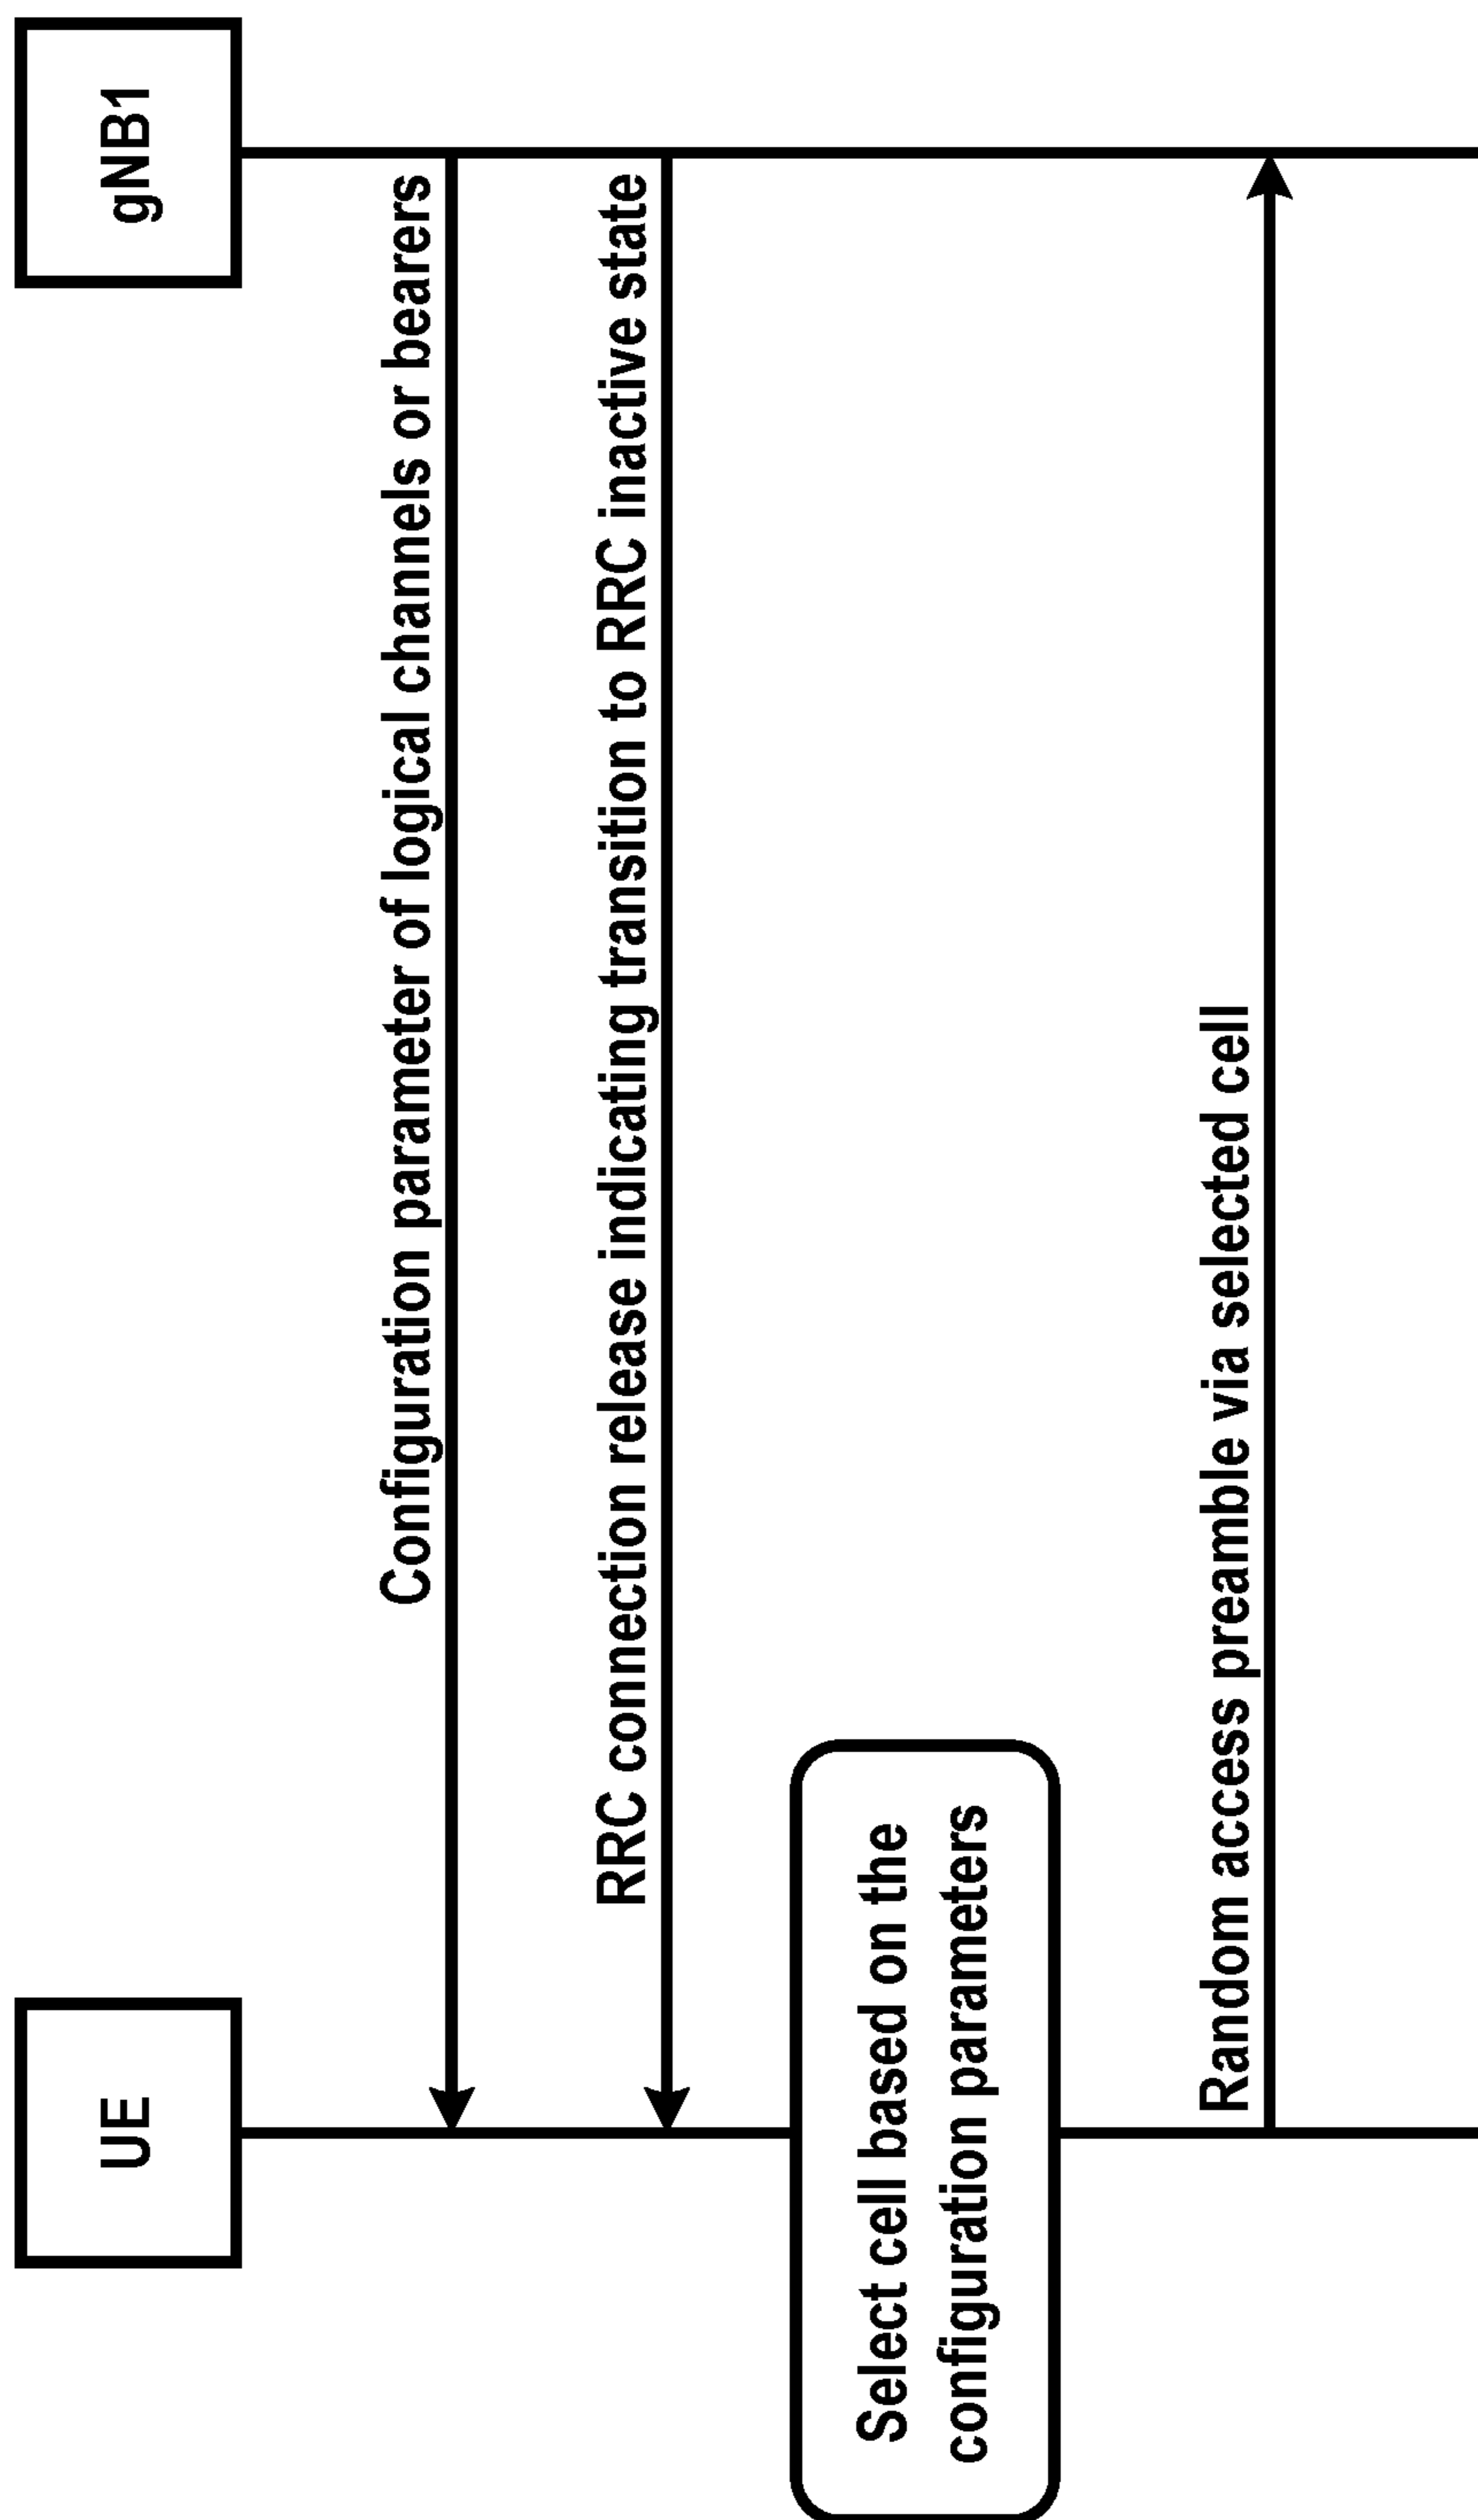 UE
gNB1
Configuration parameter of logical channels or bearers
RRC connection release indicating transition to RRC inactive state
Select cell based on the
configuration parameters
Random access preamble via selected cell